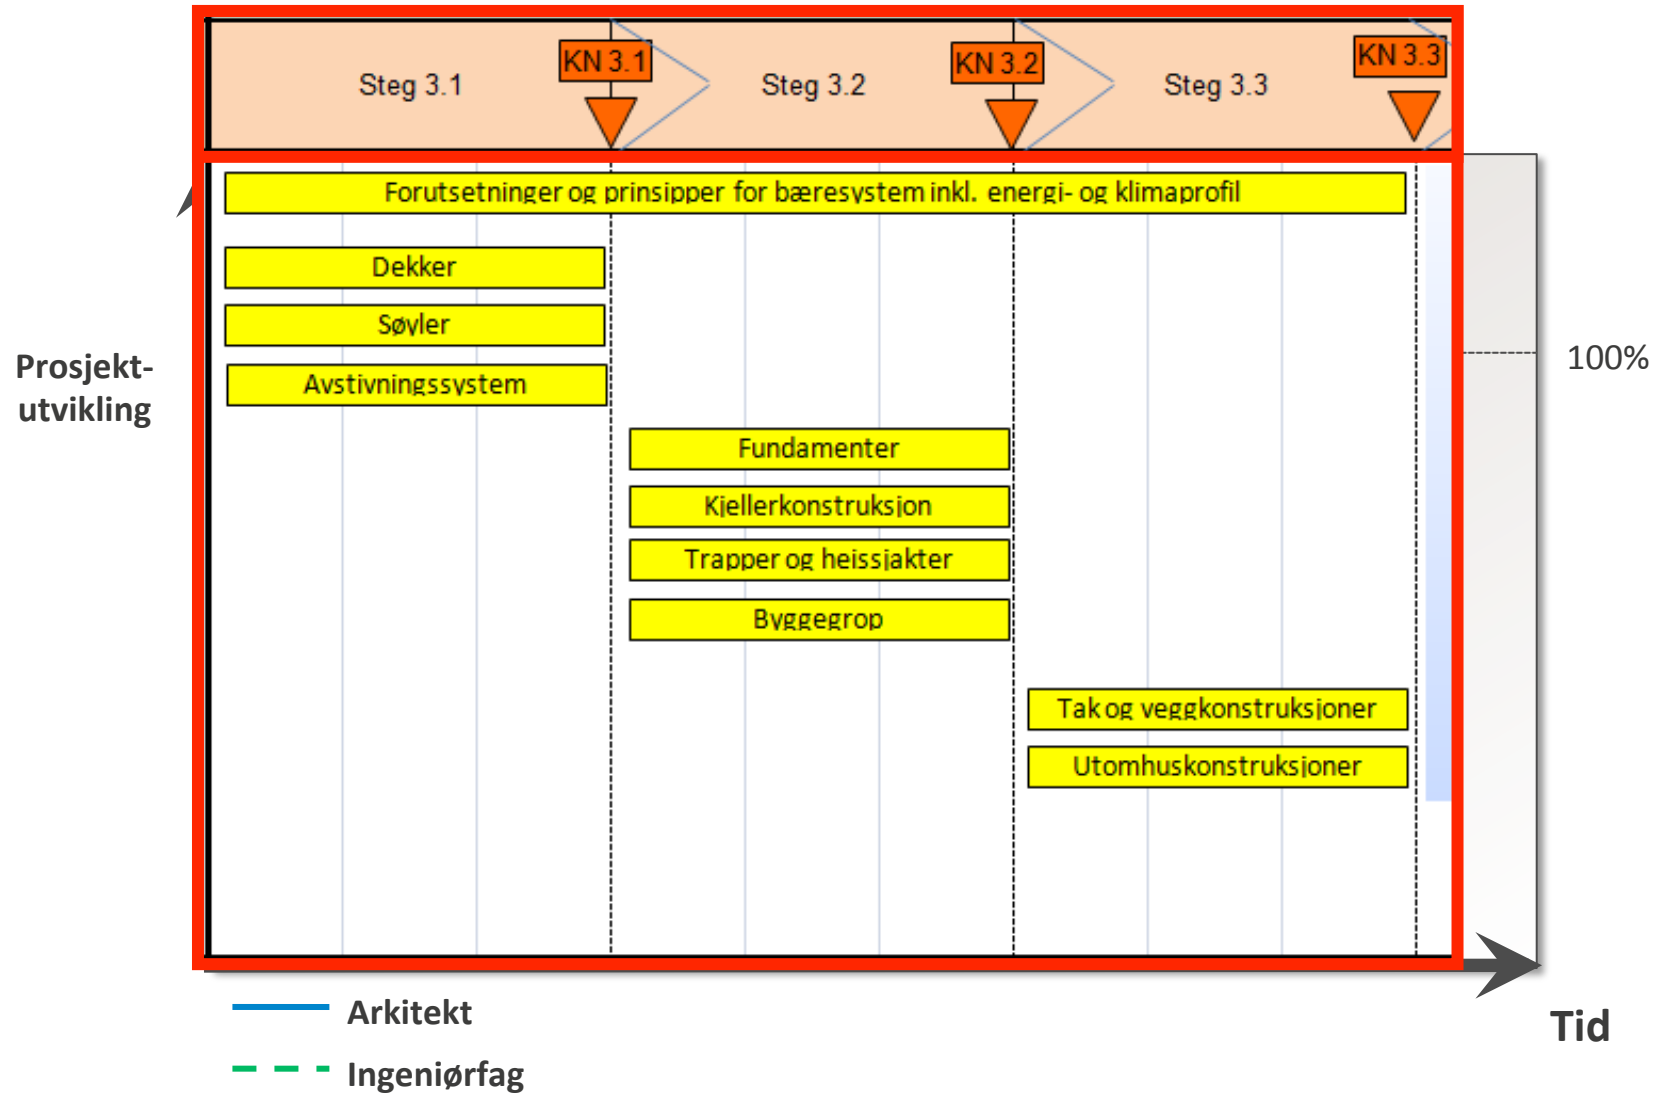 KN 3.1
KN 3.2
KN 3.3
Steg 3.1
Steg 3.2
Steg 3.3
Forutsetninger og prinsipper for bæresystem inkl. energi- og klimaprofil
Dekker
Søyler
Avstivningssystem
Fundamenter
Kjellerkonstruksjon
Trapper og heissjakter
Byggegrop
Tak og veggkonstruksjoner
Utomhuskonstruksjoner
Prosjekt-
utvikling
100%
Tid
Arkitekt
Ingeniørfag